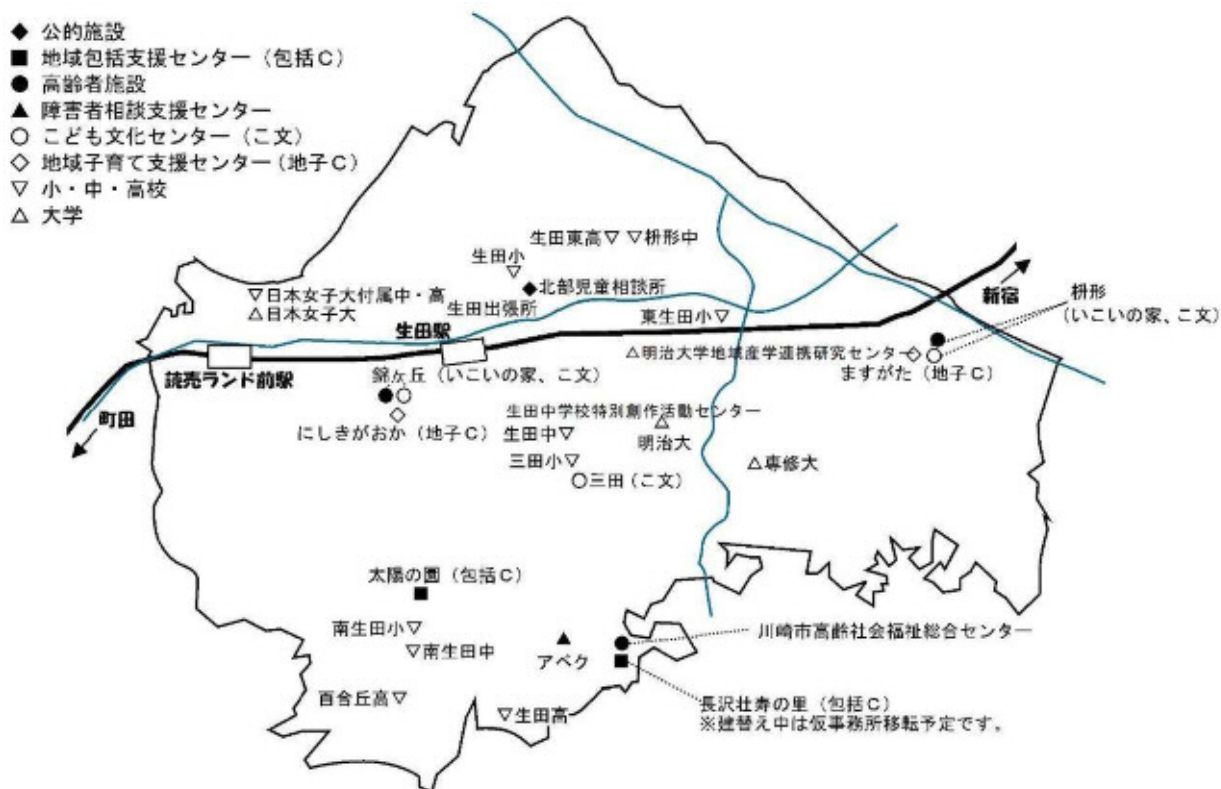 ◆ 公的施設
■ 地域包括支援センター（包括C）
● 高齢者施設
▲ 障害者相談支援センター
○ こども文化センター（こ文）
◇ 地域子育て支援センター（地子C）
▽ 小・中・高校
△ 大学
生田東高▽ ▽枡形中
生田小
▽
◆北部児童相談所
▽日本女子大付属中・高
△日本女子大
生田出張所
生田駅
東生田小▽
新宿
枡形
（いこいの家、こ文）
△明治大学地域産学連携研究センター
ますがた（地子C）
読売ランド前駅
町田
錦ヶ丘（いこいの家、こ文）
にしきがおか（地子C）
生田中学校特別創作活動センター
生田中▽
△
明治大
三田小▽
○三田（こ文）
△専修大
太陽の園（包括C）
南生田小▽
▽南生田中
アベク
川崎市高齢社会福祉総合センター
百合丘高▽
▽生田高
長沢壮寿の里（包括C）
※建替え中は仮事務所移転予定です。